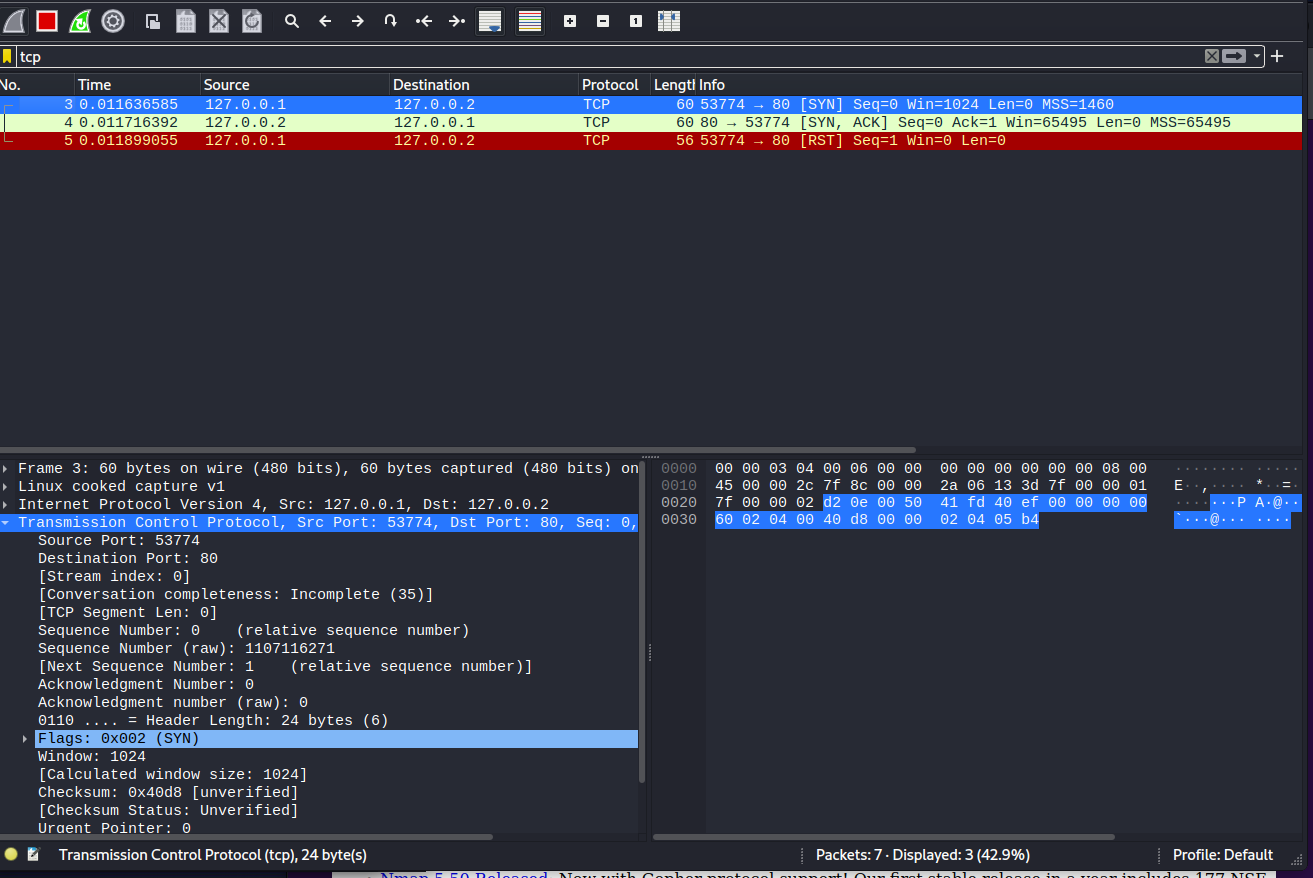 tcp
No. Time Source Destination Protocol Length Info
3 0.011636585 127.0.0.1 127.0.0.2 TCP 60 53774 → 80 [SYN] Seq=0 Win=1024 Len=0 MSS=1460
4 0.011716392 127.0.0.2 127.0.0.1 TCP 60 80 → 53774 [SYN, ACK] Seq=0 Ack=1 Win=65495 Len=0 MSS=65495
5 0.011899055 127.0.0.1 127.0.0.2 TCP 56 53774 → 80 [RST] Seq=1 Win=0 Len=0
Frame 3: 60 bytes on wire (480 bits), 60 bytes captured (480 bits) on
Linux cooked capture v1
Internet Protocol Version 4, Src: 127.0.0.1, Dst: 127.0.0.2
Transmission Control Protocol, Src Port: 53774, Dst Port: 80, Seq: 0,
Source Port: 53774
Destination Port: 80
[Stream index: 0]
[Conversation completeness: Incomplete (35)]
[TCP Segment Len: 0]
Sequence Number: 0    (relative sequence number)
Sequence Number (raw): 1107116271
[Next Sequence Number: 1    (relative sequence number)]
Acknowledgment Number: 0
Acknowledgment number (raw): 0
0110 .... = Header Length: 24 bytes (6)
Flags: 0x002 (SYN)
Window: 1024
[Calculated window size: 1024]
Checksum: 0x40d8 [unverified]
[Checksum Status: Unverified]
Urgent Pointer: 0
0000 00 00 03 04 00 06 00 00 00 00 00 00 00 00 08 00 ········ ········
0010 45 00 00 2c 7f 8c 00 00 2a 06 13 3d 7f 00 00 01 E··,···· *··=····
0020 7f 00 00 02 d2 0e 00 50 41 fd 40 ef 00 00 00 00 ·······P A·@·····
0030 60 02 04 00 40 d8 00 00 02 04 05 b4 `···@··· ····
Transmission Control Protocol (tcp), 24 byte(s)
Packets: 7 · Displayed: 3 (42.9%)
Profile: Default
Nmap 5.50 Released Now with Gopher protocol support! Our first stable release in a year includes 177 NSE